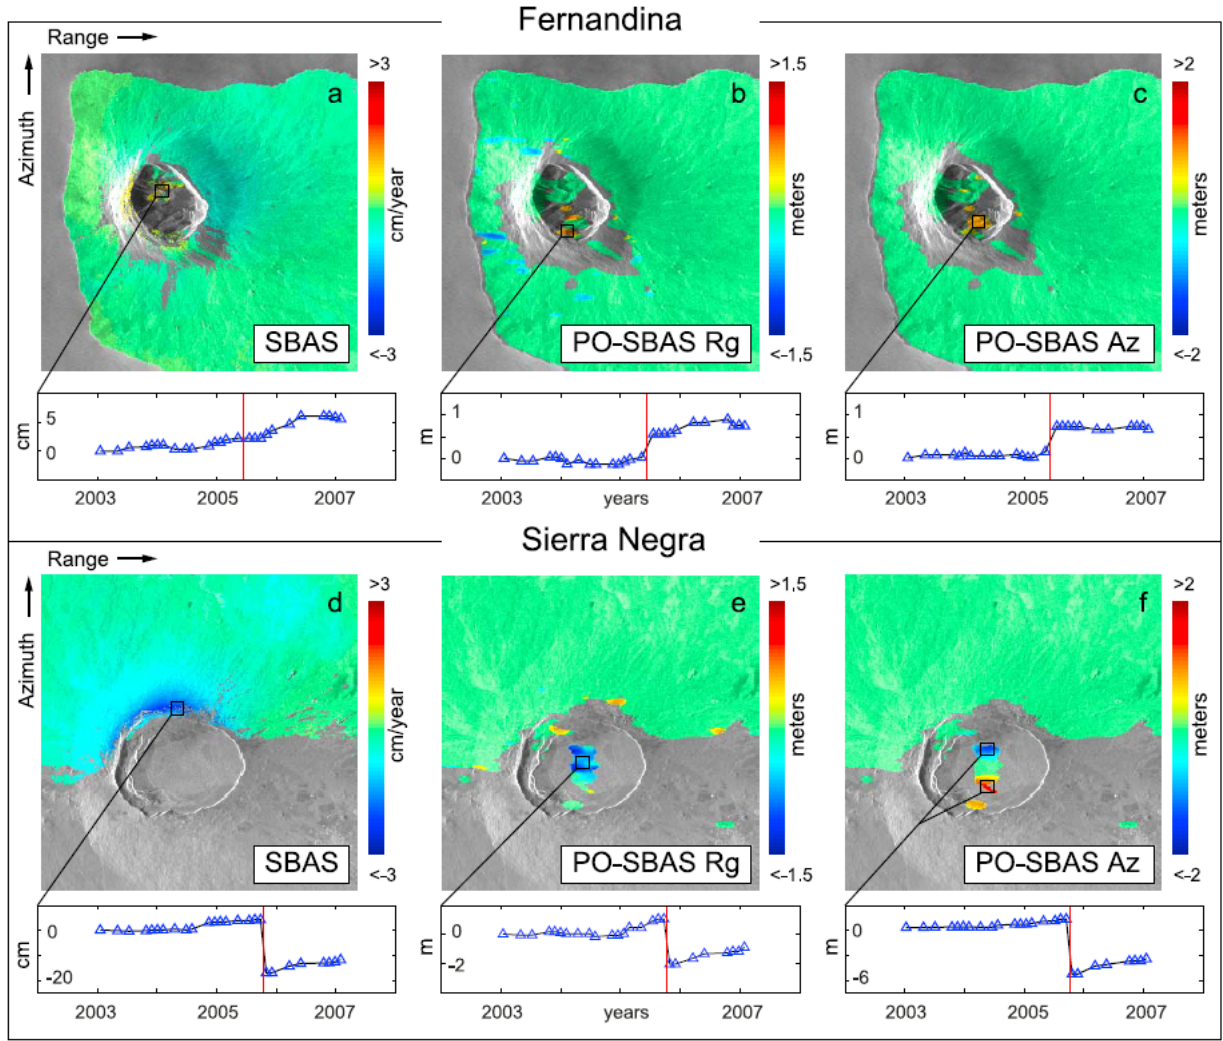 Fernandina
Range
Azimuth
a
SBAS
>3
cm/year
<-3
b
PO-SBAS Rg
>1.5
meters
<-1.5
c
PO-SBAS Az
>2
meters
<-2
cm
5
0
2003
2005
2007
m
1
0
2003
years
2007
m
1
0
2003
2005
2007
Sierra Negra
Range
Azimuth
d
SBAS
>3
cm/year
<-3
e
PO-SBAS Rg
>1,5
meters
<-1.5
f
PO-SBAS Az
>2
meters
<-2
cm
0
-20
2003
2005
2007
m
0
-2
2003
years
2007
m
0
-6
2003
2005
2007